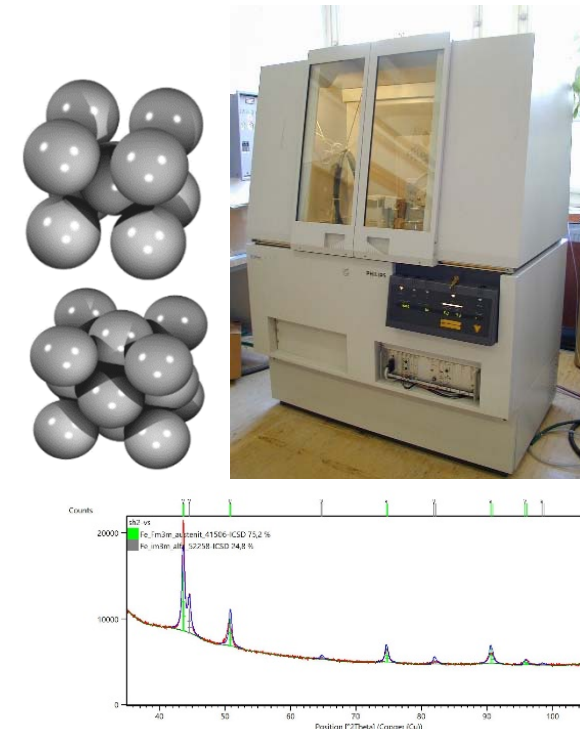 PHILIPS
Counts
sh2_vs
Fe_Fm3m_austenit_41506-ICSD 75,2 %
Fe_Im3m_alfa_52258-ICSD 24,8 %
20000
10000
0
40 50 60 70 80 90 100
Position [°2Theta] (Copper (Cu))